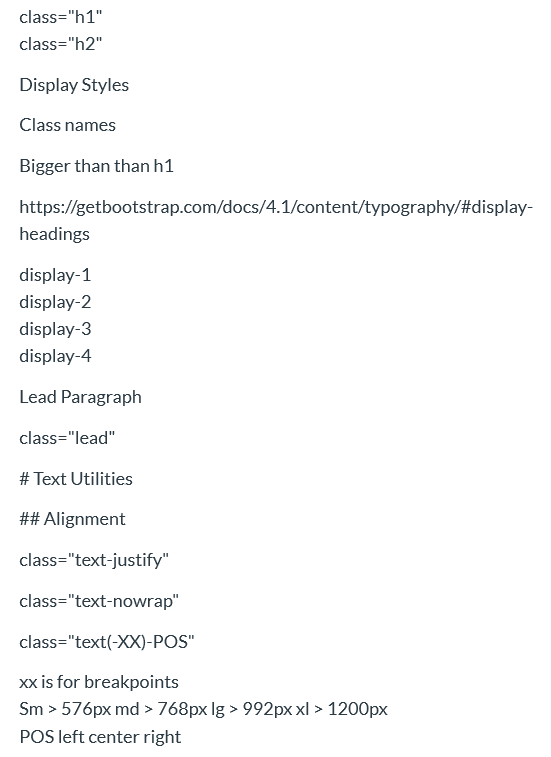 class="h1"
class="h2"
Display Styles
Class names
Bigger than than h1
https://getbootstrap.com/docs/4.1/content/typography/#display-
headings
display-1
display-2
display-3
display-4
Lead Paragraph
class="lead"
# Text Utilities
## Alignment
class="text-justify"
class="text-nowrap"
class="text(-XX)-POS"
xx is for breakpoints
Sm > 576px md > 768px lg > 992px xl > 1200px
POS left center right